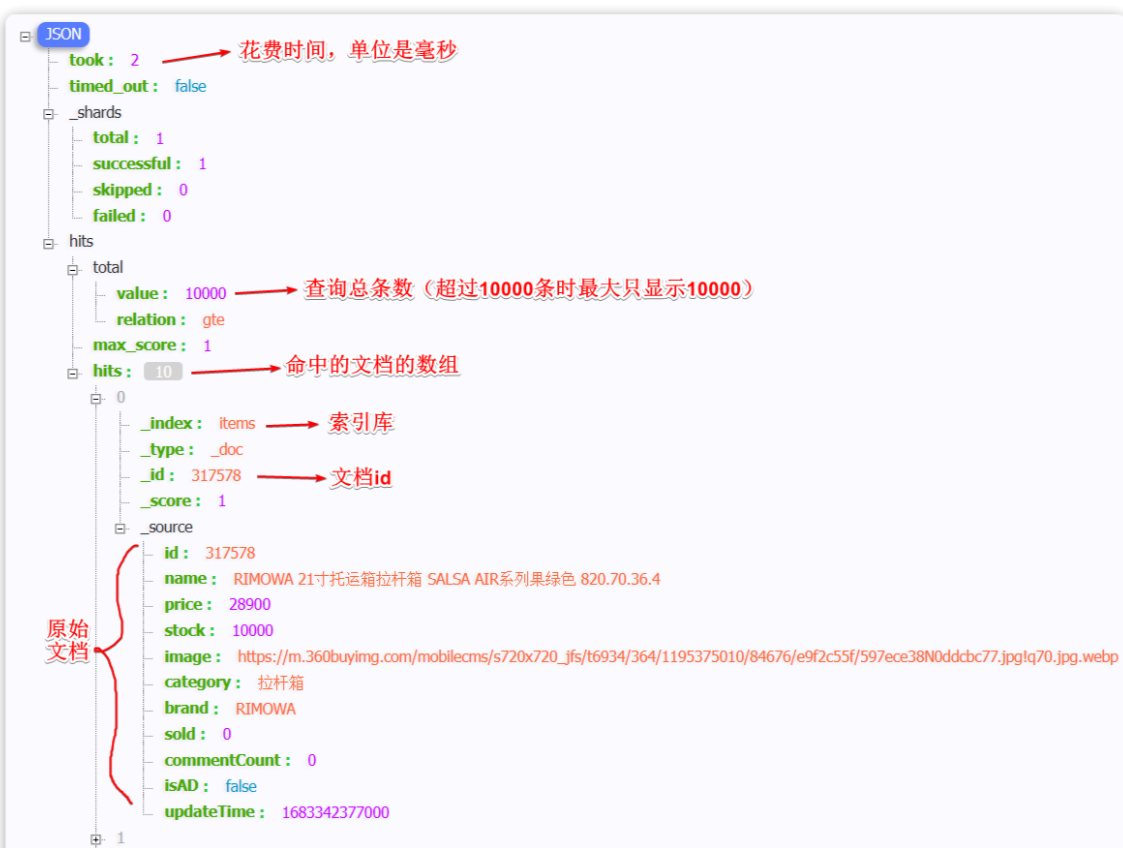 JSON
took : 2 花费时间，单位是毫秒
timed_out : false
_shards
total : 1
successful : 1
skipped : 0
failed : 0
hits
total
value : 10000 查询总条数（超过10000条时最大只显示10000）
relation : gte
max_score : 1
hits : 10 命中的文档的数组
0
_index : items 索引库
_type : _doc
_id : 317578 文档id
_score : 1
_source
id : 317578
name : RIMOWA 21寸托运箱拉杆箱 SALSA AIR系列果绿色 820.70.36.4
price : 28900
stock : 10000
原始
文档
image : https://m.360buyimg.com/mobilecms/s720x720_jfs/t6934/364/1195375010/84676/e9f2c55f/597ece38N0ddcbc77.jpg!q70.jpg.webp
category : 拉杆箱
brand : RIMOWA
sold : 0
commentCount : 0
isAD : false
updateTime : 1683342377000
1